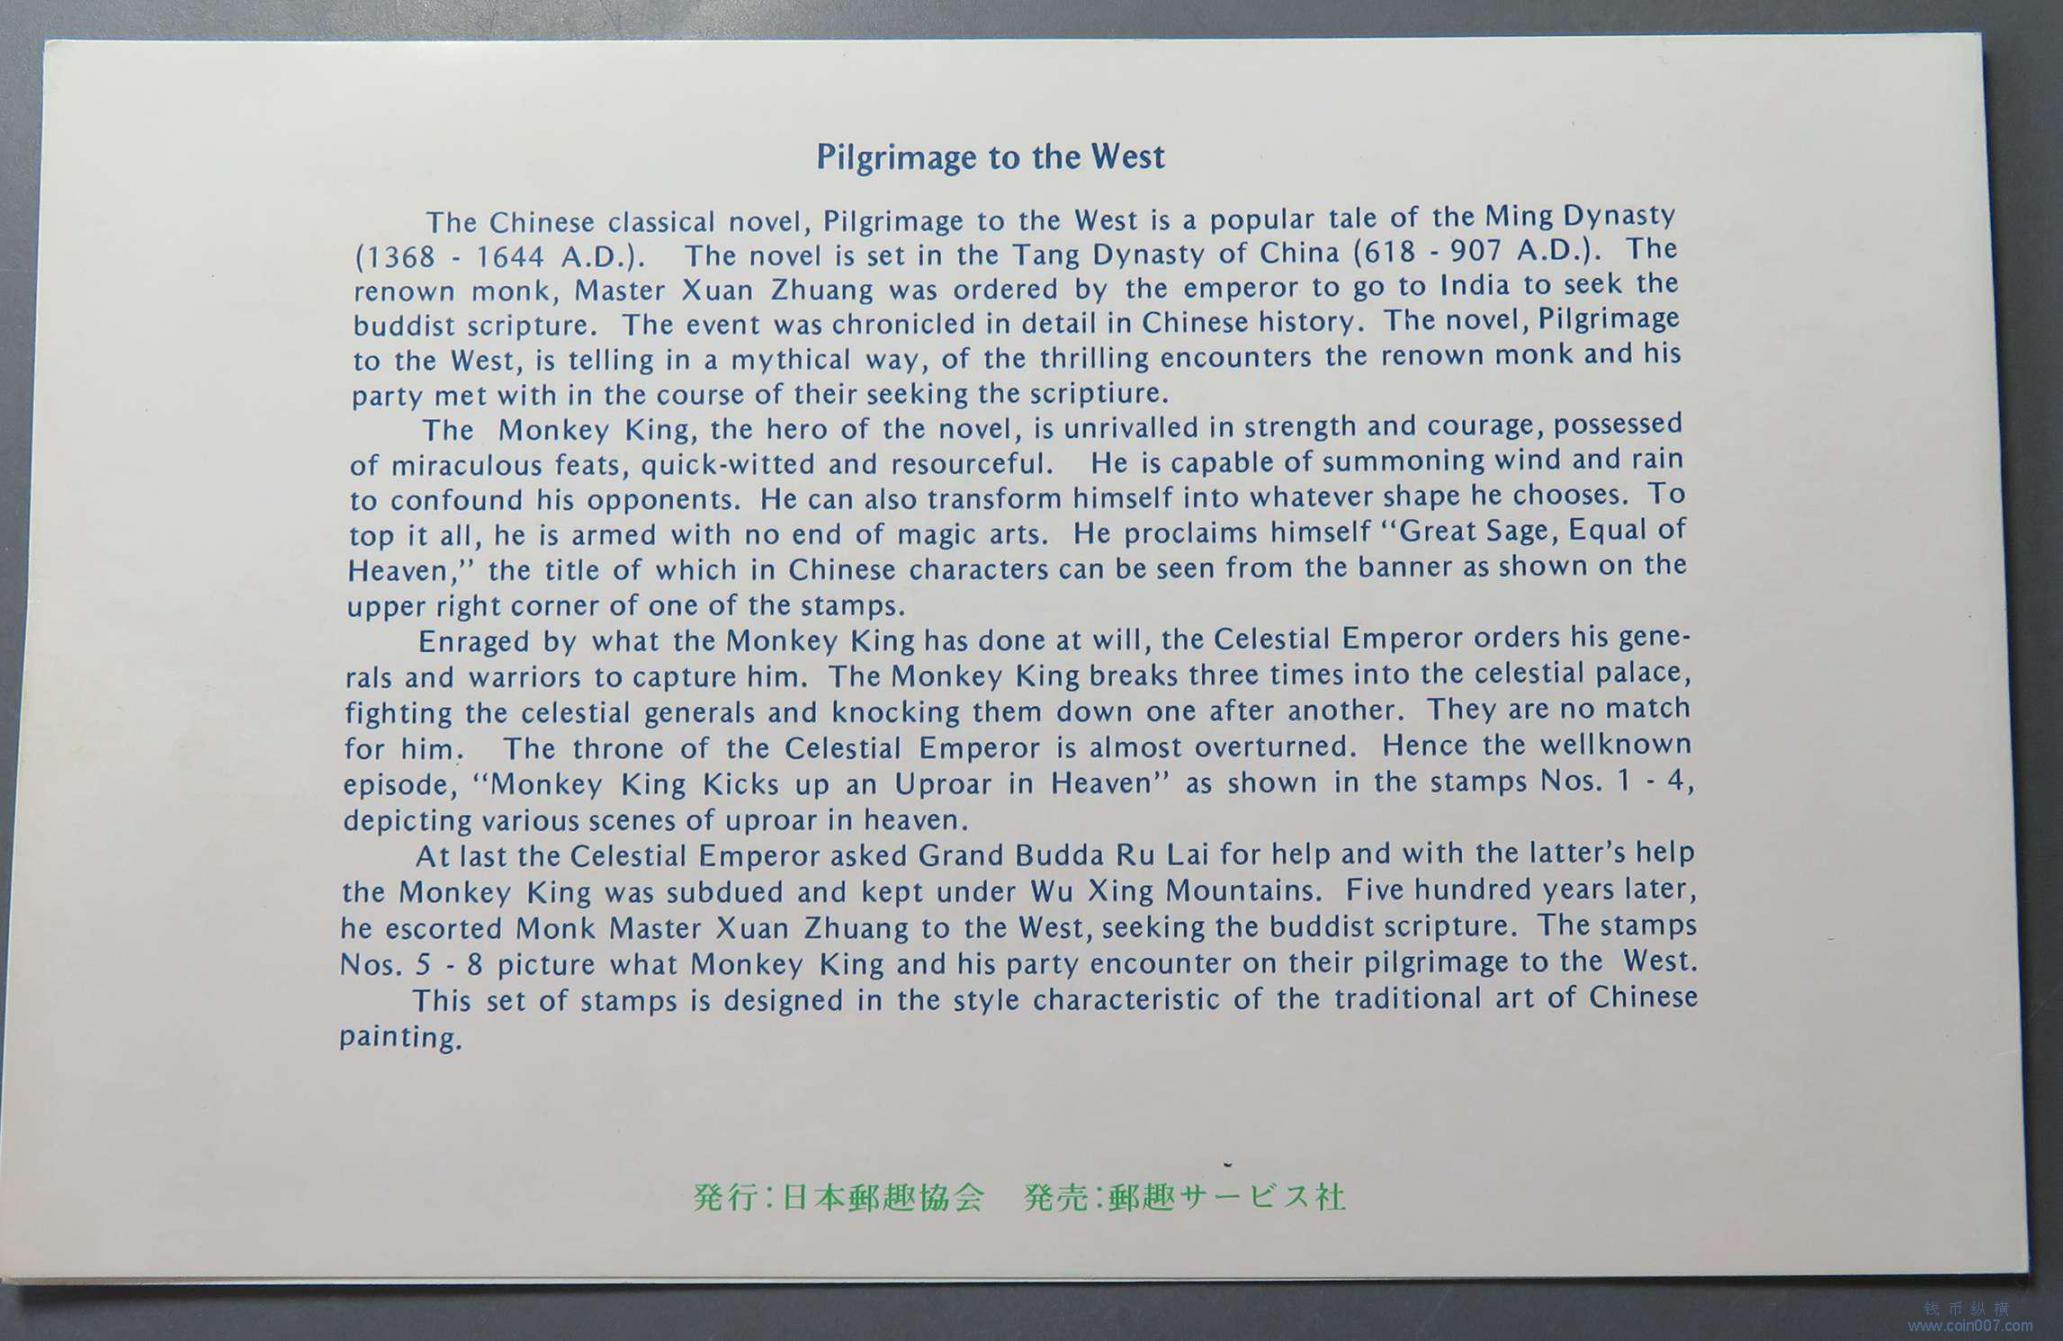 Pilgrimage to the West
The Chinese classical novel, Pilgrimage to the West is a popular tale of the Ming Dynasty
(1368 - 1644 A.D.). The novel is set in the Tang Dynasty of China (618 - 907 A.D.). The
renown monk, Master Xuan Zhuang was ordered by the emperor to go to India to seek the
buddist scripture. The event was chronicled in detail in Chinese history. The novel, Pilgrimage
to the West, is telling in a mythical way, of the thrilling encounters the renown monk and his
party met with in the course of their seeking the scriptiure.
The Monkey King, the hero of the novel, is unrivalled in strength and courage, possessed
of miraculous feats, quick-witted and resourceful. He is capable of summoning wind and rain
to confound his opponents. He can also transform himself into whatever shape he chooses. To
top it all, he is armed with no end of magic arts. He proclaims himself ‘‘Great Sage, Equal of
Heaven,’’ the title of which in Chinese characters can be seen from the banner as shown on the
upper right corner of one of the stamps.
Enraged by what the Monkey King has done at will, the Celestial Emperor orders his gene-
rals and warriors to capture him. The Monkey King breaks three times into the celestial palace,
fighting the celestial generals and knocking them down one after another. They are no match
for him. The throne of the Celestial Emperor is almost overturned. Hence the wellknown
episode, ‘‘Monkey King Kicks up an Uproar in Heaven’’ as shown in the stamps Nos. 1 - 4,
depicting various scenes of uproar in heaven.
At last the Celestial Emperor asked Grand Budda Ru Lai for help and with the latter’s help
the Monkey King was subdued and kept under Wu Xing Mountains. Five hundred years later,
he escorted Monk Master Xuan Zhuang to the West, seeking the buddist scripture. The stamps
Nos. 5 - 8 picture what Monkey King and his party encounter on their pilgrimage to the West.
This set of stamps is designed in the style characteristic of the traditional art of Chinese
painting.
発行：日本郵趣協会　発売：郵趣サービス社
钱币纵横
www.coin007.com